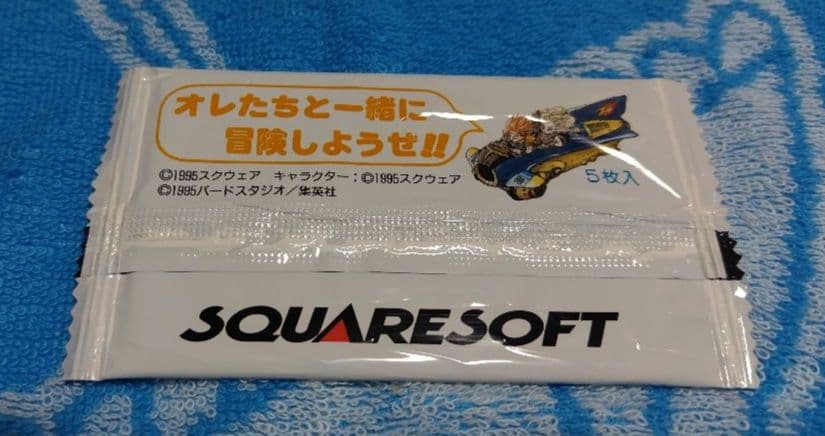 オレたちと一緒に
冒険しようぜ!!
©1995スクウェア キャラクター:©1995スクウェア
©1995バードスタジオ/集英社
5枚入
SQUARESOFT